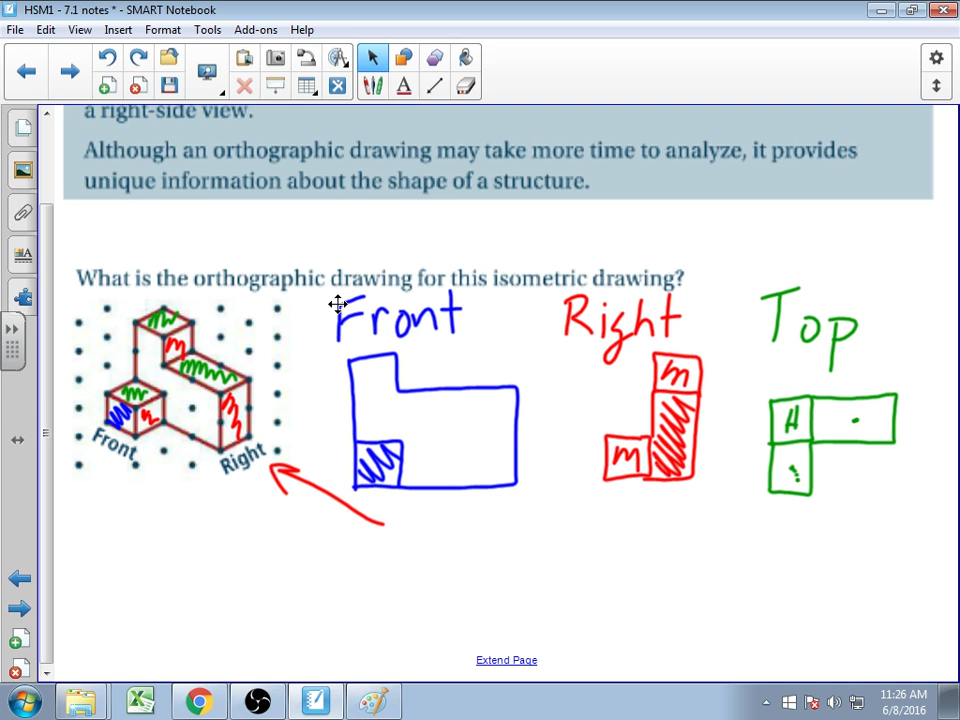 HSM1 - 7.1 notes * - SMART Notebook
File Edit View Insert Format Tools Add-ons Help
a right-side view.
Although an orthographic drawing may take more time to analyze, it provides
unique information about the shape of a structure.
What is the orthographic drawing for this isometric drawing?
Front Right Top
Front Right
Extend Page
11:26 AM
6/8/2016